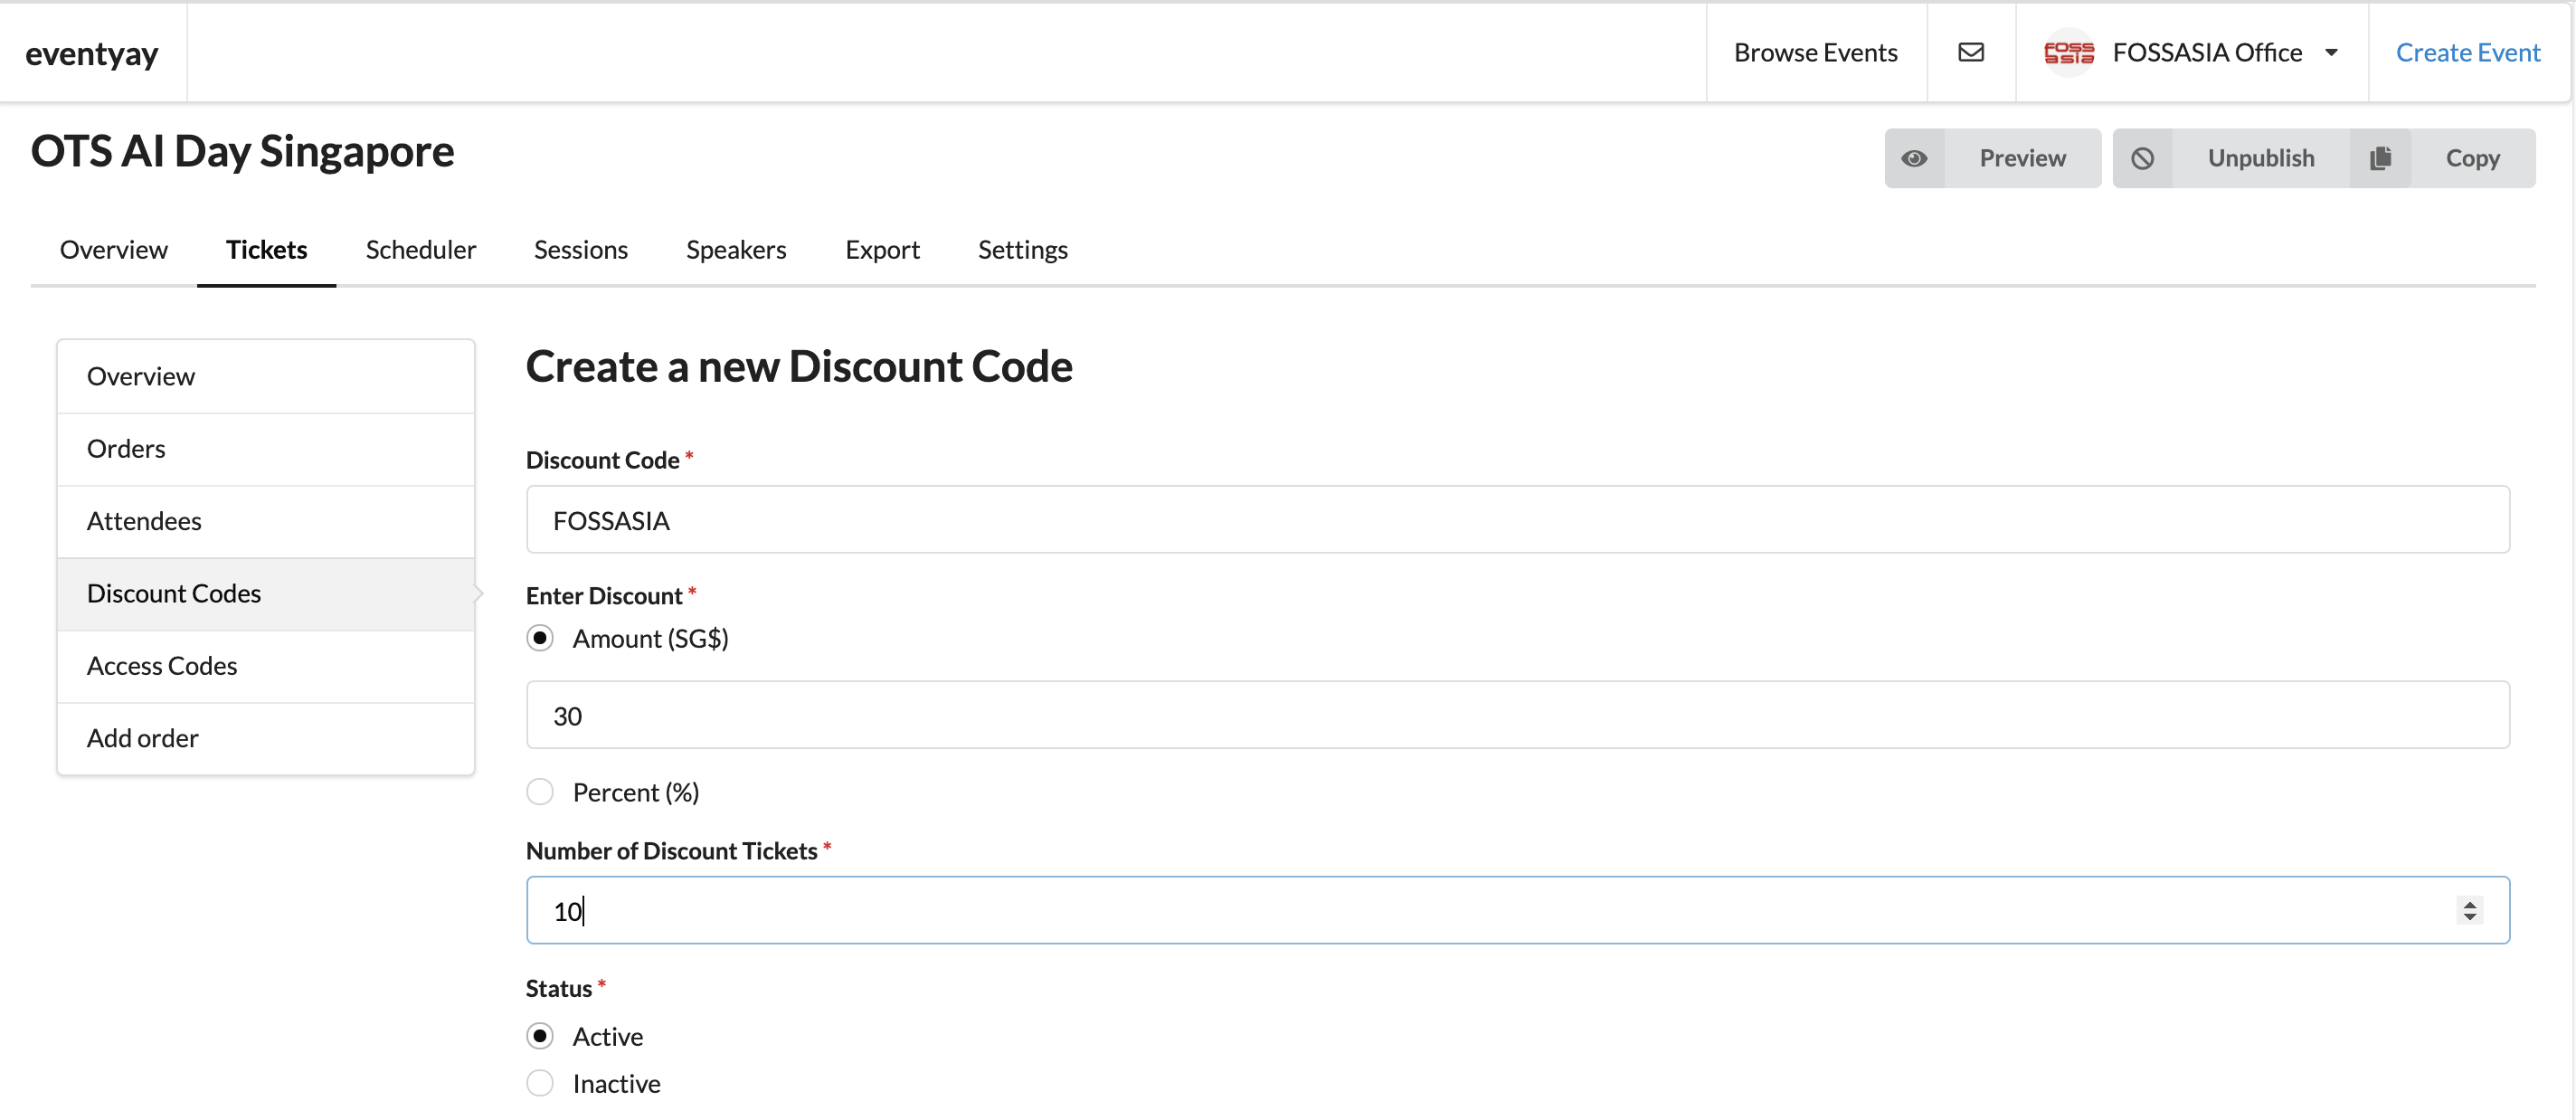 eventyay
Browse Events
FOSS ASIA
FOSSASIA Office
Create Event
OTS AI Day Singapore
Preview
Unpublish
Copy
Overview Tickets Scheduler Sessions Speakers Export Settings
Overview
Orders
Attendees
Discount Codes
Access Codes
Add order
Create a new Discount Code
Discount Code *
FOSSASIA
Enter Discount *
Amount (SG$)
30
Percent (%)
Number of Discount Tickets *
10
Status *
Active
Inactive